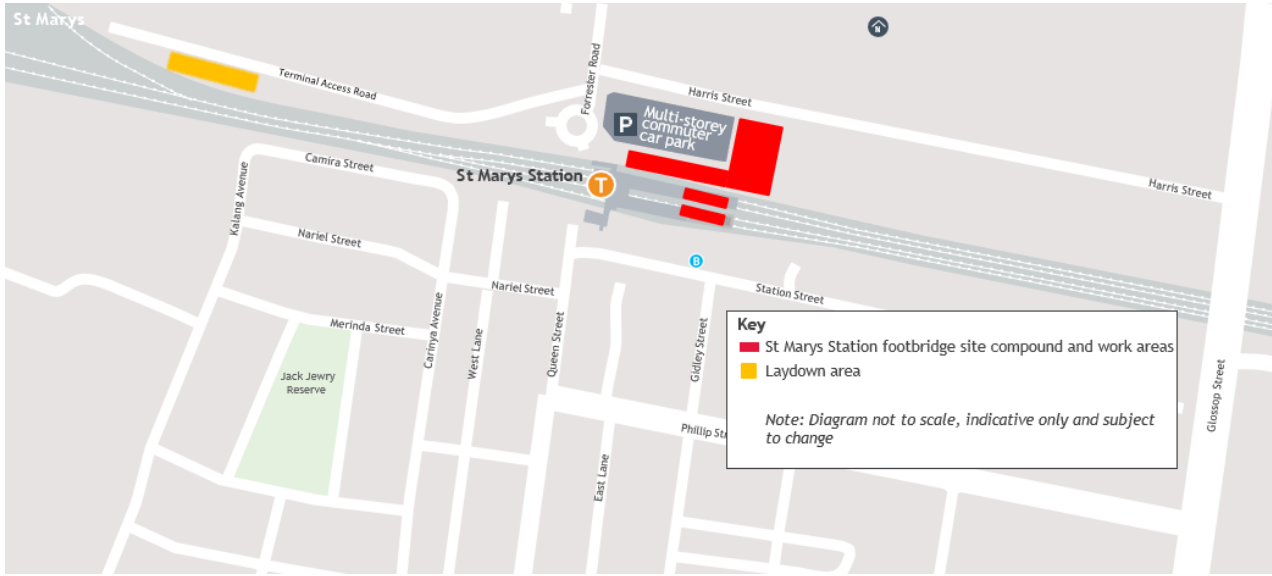 St Marys
N
Terminal Access Road
Forrester Road
Harris Street
P
Multi-storey
commuter
car park
Camira Street
St Marys Station
T
Harris Street
Kalang Avenue
Nariel Street
B
Nariel Street
Station Street
Merinda Street
Carinya Avenue
West Lane
Queen Street
Gidley Street
Jack Jewry
Reserve
Glossop Street
Phillip St
East Lane
Key
St Marys Station footbridge site compound and work areas
Laydown area
Note: Diagram not to scale, indicative only and subject
to change